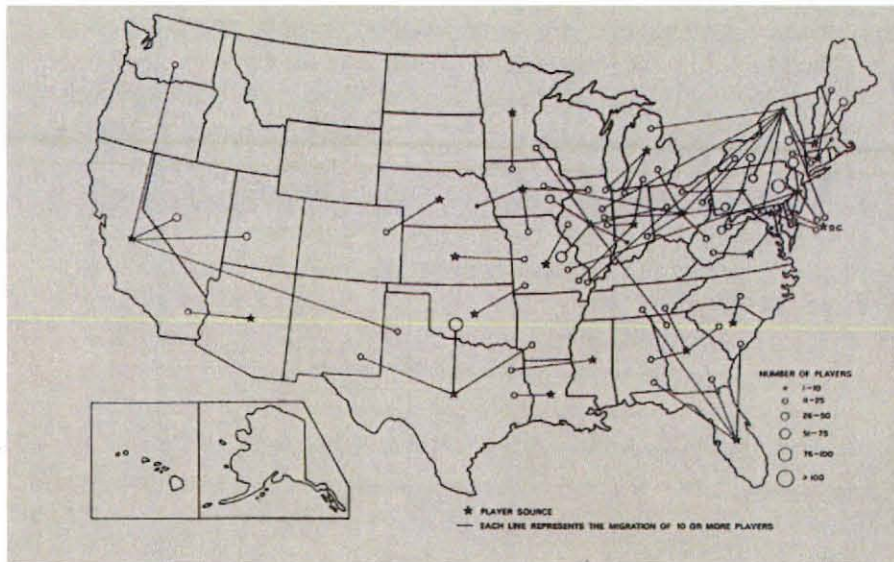 D.C.
NUMBER OF PLAYERS
1-10
11-25
26-50
51-75
76-100
>100
PLAYER SOURCE
EACH LINE REPRESENTS THE MIGRATION OF 10 OR MORE PLAYERS